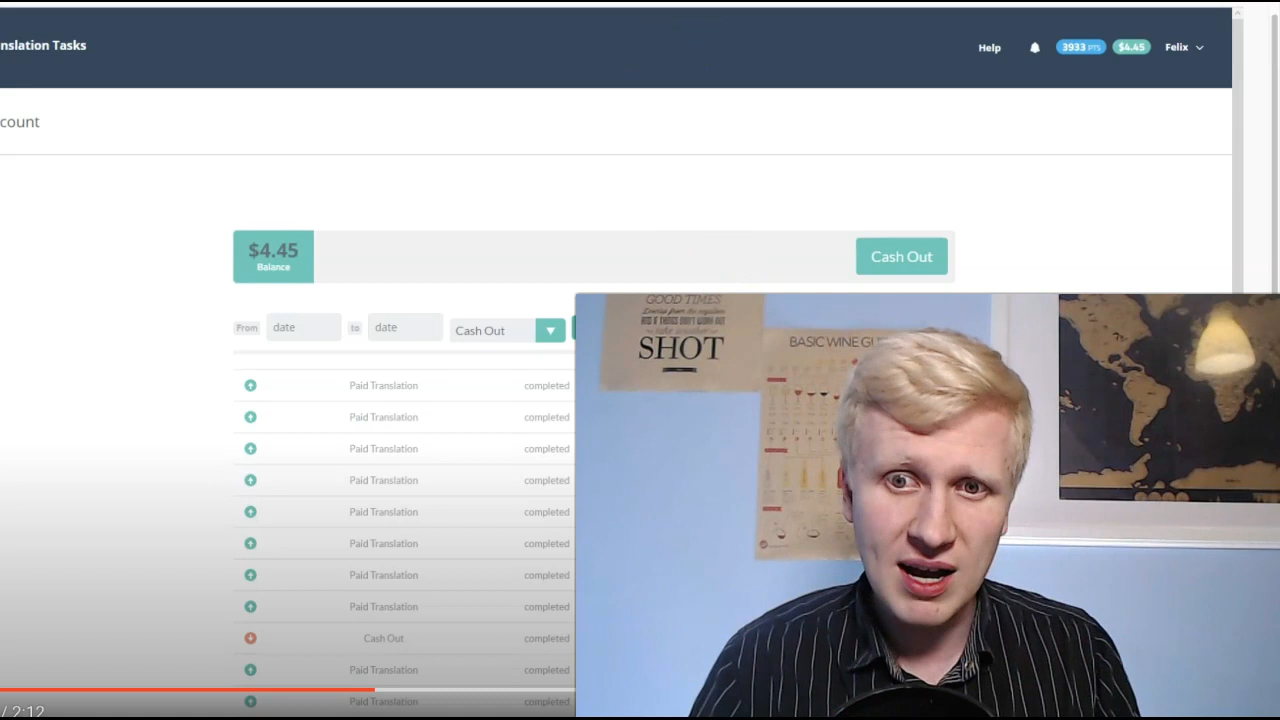 nslation Tasks
Help
3933 PTS
$4.45
Felix
count
$4.45
Balance
Cash Out
From
date
to
date
Cash Out
Paid Translation completed
Paid Translation completed
Paid Translation completed
Paid Translation completed
Paid Translation completed
Paid Translation completed
Paid Translation completed
Paid Translation completed
Cash Out completed
Paid Translation completed
Paid Translation
/ 2:12
GOOD TIMES
SHOT
BASIC WINE GU